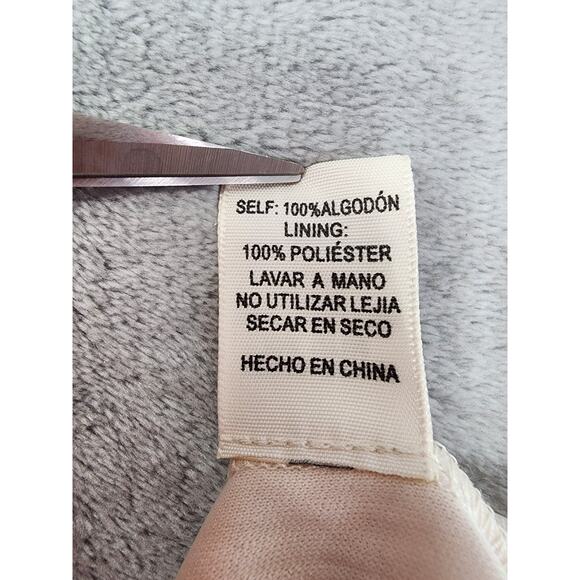 SELF: 100%ALGODÓN
LINING:
100% POLIÉSTER
LAVAR A MANO
NO UTILIZAR LEJIA
SECAR EN SECO
HECHO EN CHINA